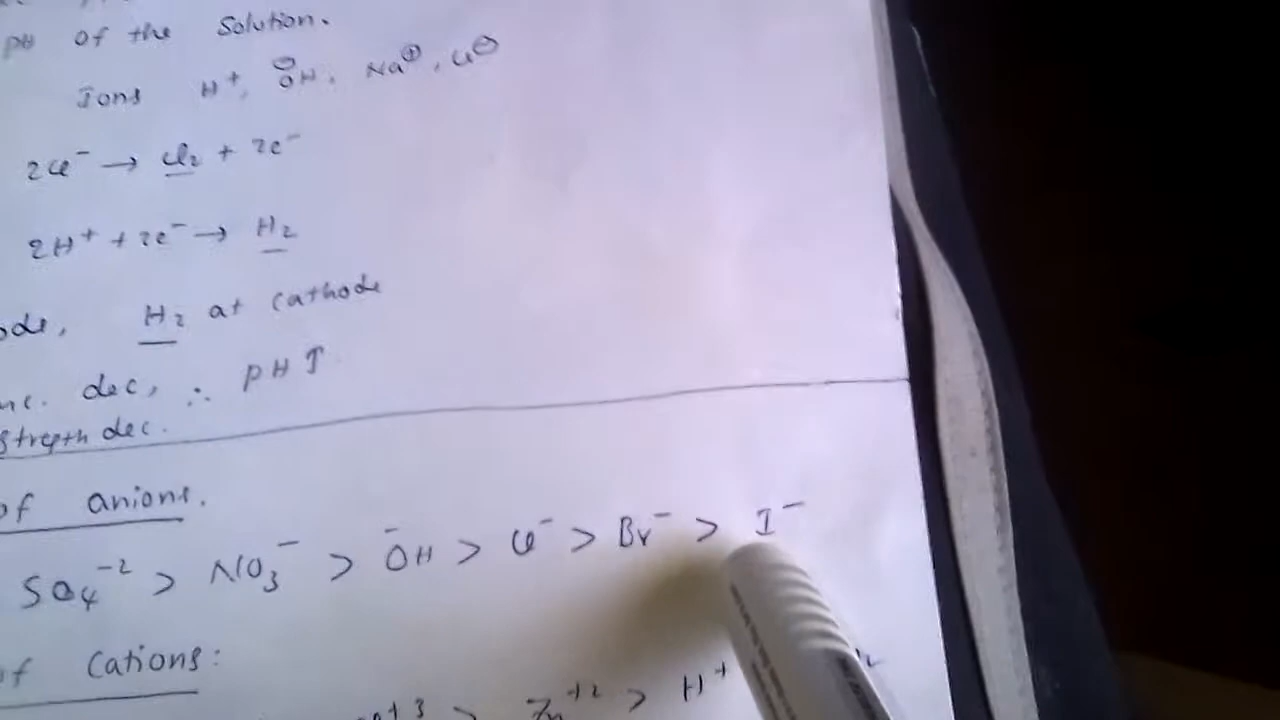 pH of the Solution.
Ions H⁺, OH⊖, Na⊕, Cl⊖
2Cl⁻ → Cl₂ + 2e⁻
2H⁺ + 2e⁻ → H₂
H₂ at cathode
dec, ∴ pH ↑
dec.
of anions.
SO₄⁻² > NO₃⁻ > ⁻OH > Cl⁻ > Br⁻ > I⁻
of Cations:
+3 > Zn⁺² > H⁺